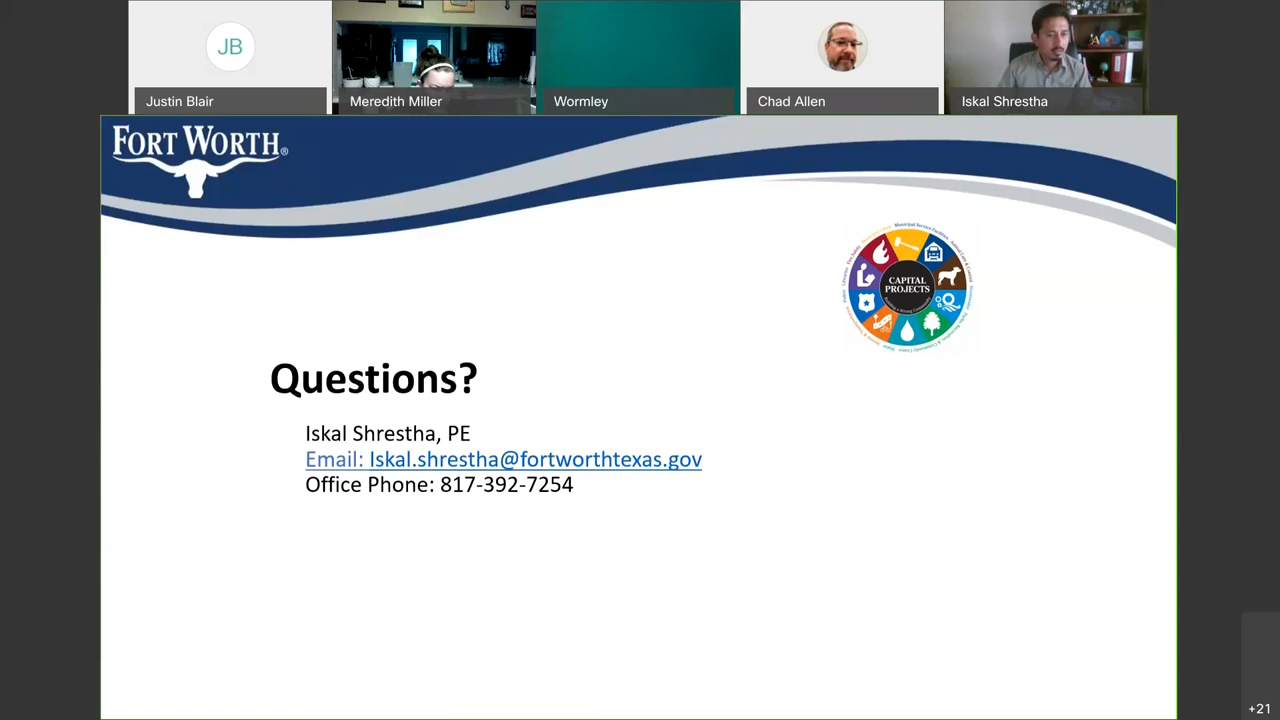 JB
Justin Blair
Meredith Miller
Wormley
Chad Allen
Iskal Shrestha
FORT WORTH®
CAPITAL
PROJECTS
Questions?
Iskal Shrestha, PE
Email: Iskal.shrestha@fortworthtexas.gov
Office Phone: 817-392-7254
+21